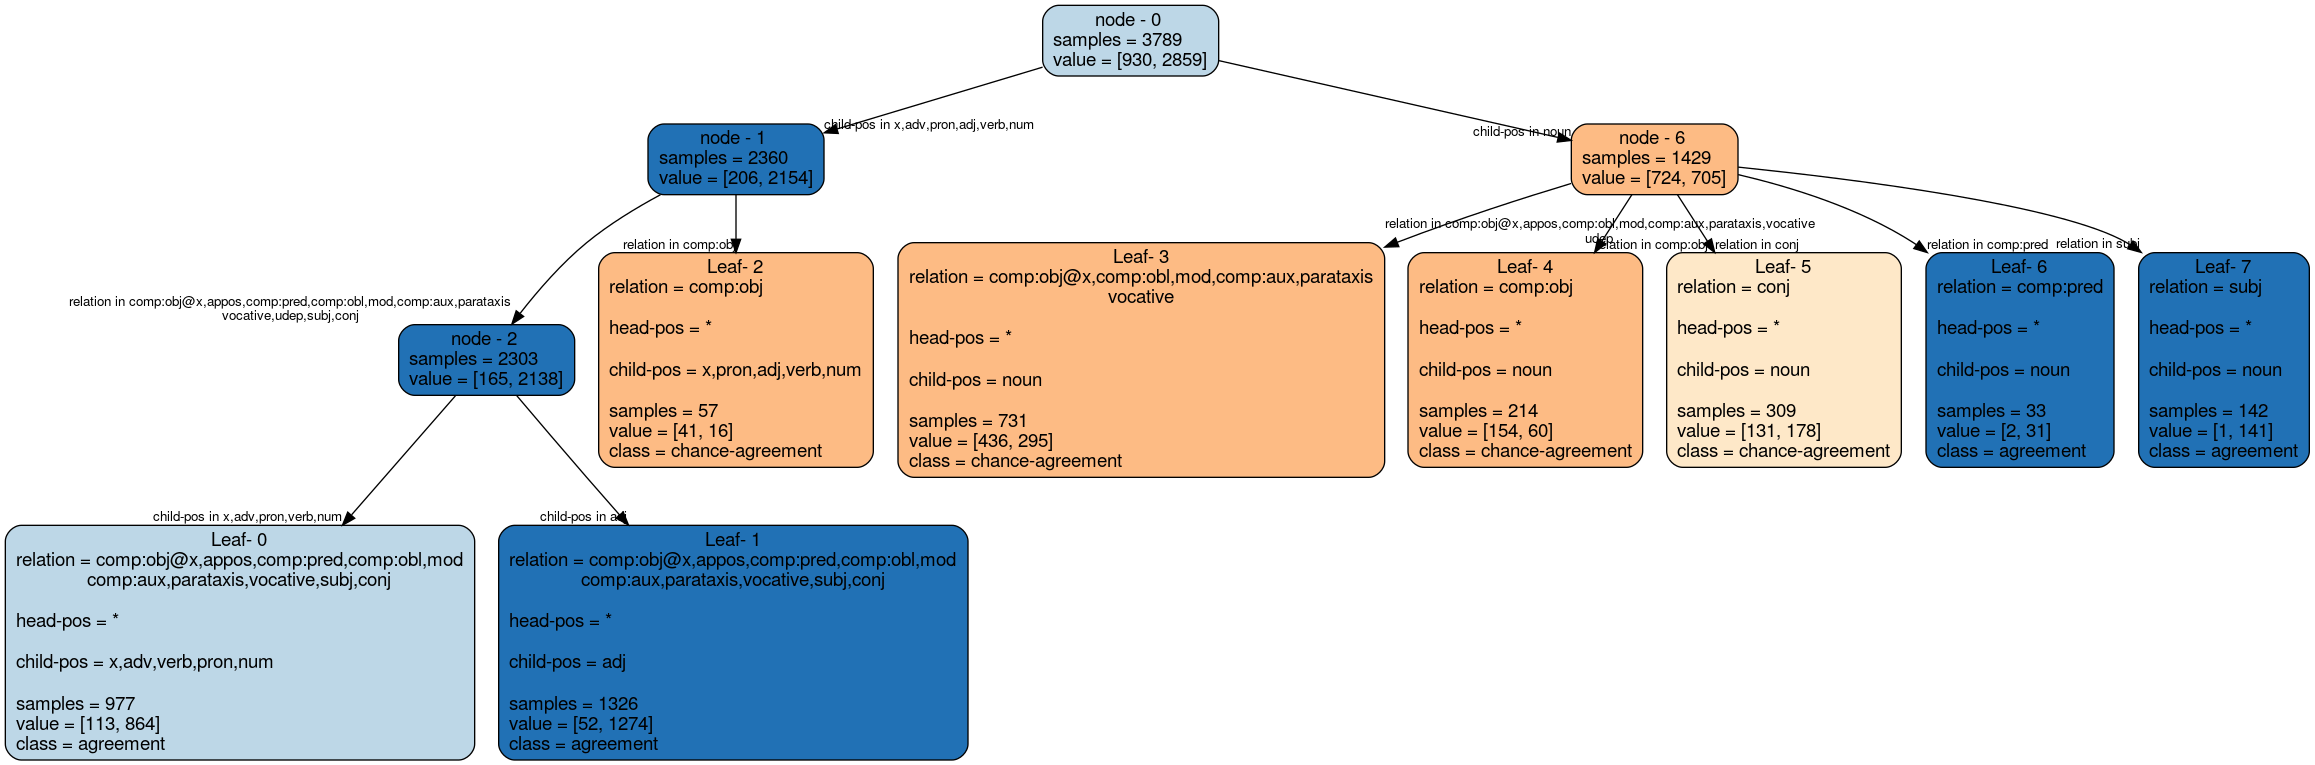 node - 0
samples = 3789
value = [930, 2859]
child-pos in x,adv,pron,adj,verb,num
child-pos in noun
node - 1
samples = 2360
value = [206, 2154]
node - 6
samples = 1429
value = [724, 705]
relation in comp:obj@x,appos,comp:pred,comp:obl,mod,comp:aux,parataxis
vocative,udep,subj,conj
relation in comp:obj
relation in comp:obj@x,appos,comp:obl,mod,comp:aux,parataxis,vocative
udep
relation in comp:obj
relation in conj
relation in comp:pred
relation in subj
node - 2
samples = 2303
value = [165, 2138]
Leaf- 2
relation = comp:obj
head-pos = *
child-pos = x,pron,adj,verb,num
samples = 57
value = [41, 16]
class = chance-agreement
Leaf- 3
relation = comp:obj@x,comp:obl,mod,comp:aux,parataxis
vocative
head-pos = *
child-pos = noun
samples = 731
value = [436, 295]
class = chance-agreement
Leaf- 4
relation = comp:obj
head-pos = *
child-pos = noun
samples = 214
value = [154, 60]
class = chance-agreement
Leaf- 5
relation = conj
head-pos = *
child-pos = noun
samples = 309
value = [131, 178]
class = chance-agreement
Leaf- 6
relation = comp:pred
head-pos = *
child-pos = noun
samples = 33
value = [2, 31]
class = agreement
Leaf- 7
relation = subj
head-pos = *
child-pos = noun
samples = 142
value = [1, 141]
class = agreement
child-pos in x,adv,pron,verb,num
child-pos in adj
Leaf- 0
relation = comp:obj@x,appos,comp:pred,comp:obl,mod
comp:aux,parataxis,vocative,subj,conj
head-pos = *
child-pos = x,adv,verb,pron,num
samples = 977
value = [113, 864]
class = agreement
Leaf- 1
relation = comp:obj@x,appos,comp:pred,comp:obl,mod
comp:aux,parataxis,vocative,subj,conj
head-pos = *
child-pos = adj
samples = 1326
value = [52, 1274]
class = agreement